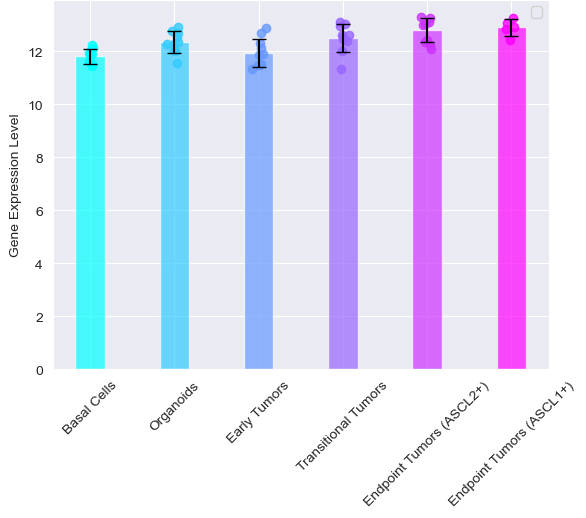 Gene Expression Level
12
10
8
6
4
2
0
Basal Cells
Organoids
Early Tumors
Transitional Tumors
Endpoint Tumors (ASCL2+)
Endpoint Tumors (ASCL1+)